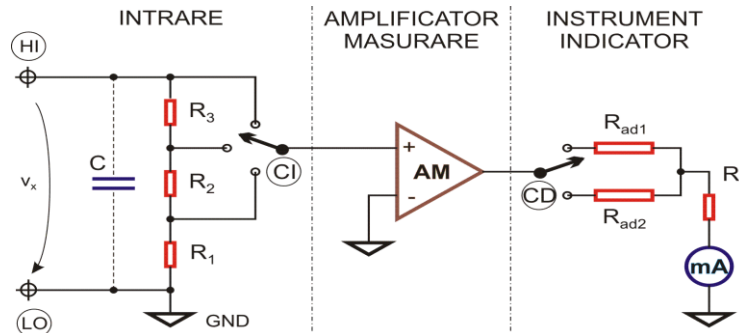 INTRARE
AMPLIFICATOR
MASURARE
INSTRUMENT
INDICATOR
HI
R3
R2
R1
C
vx
CI
+
AM
-
CD
Rad1
Rad2
R
mA
LO
GND